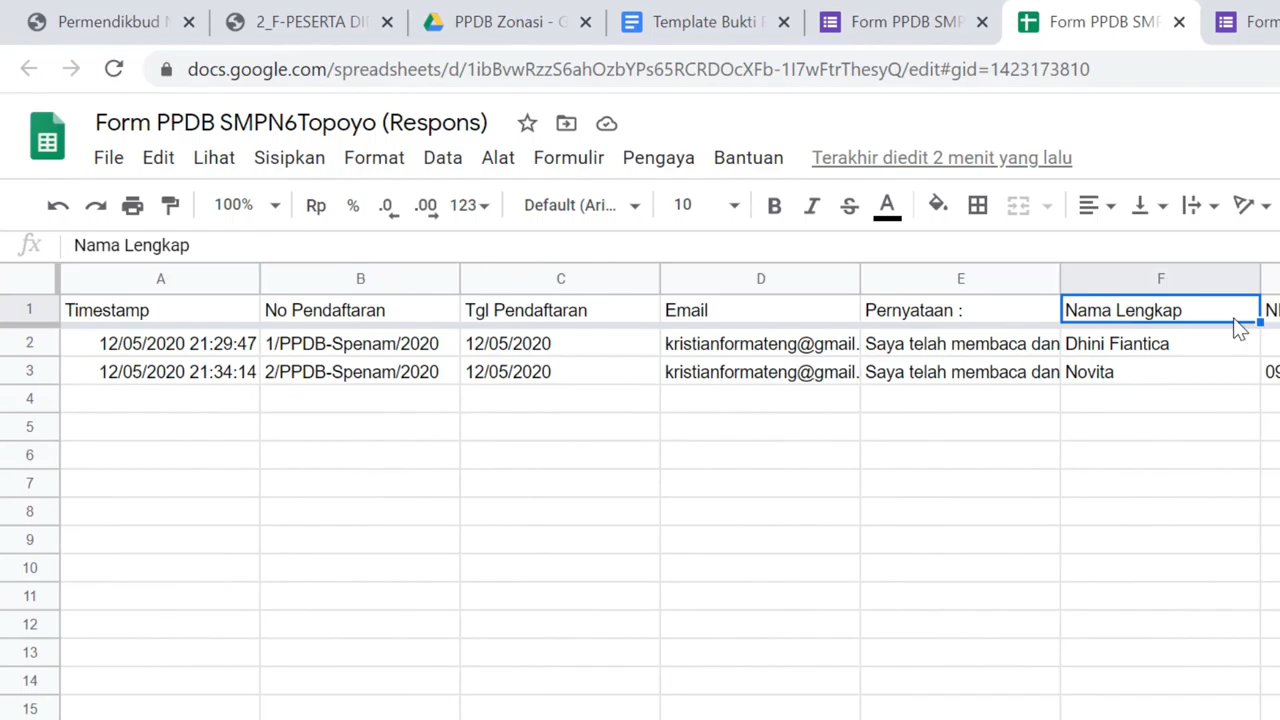 Permendikbud N
2_F-PESERTA DI
PPDB Zonasi - G
Template Bukti P
Form PPDB SMP
Form PPDB SMP
Form
docs.google.com/spreadsheets/d/1ibBvwRzzS6ahOzbYPs65RCRDOcXFb-1I7wFtrThesyQ/edit#gid=1423173810
Form PPDB SMPN6Topoyo (Respons)
File Edit Lihat Sisipkan Format Data Alat Formulir Pengaya Bantuan Terakhir diedit 2 menit yang lalu
100% Rp % .0 .00 123 Default (Ari... 10 B I S A
fx Nama Lengkap
A B C D E F
1 Timestamp No Pendaftaran Tgl Pendaftaran Email Pernyataan : Nama Lengkap
2 12/05/2020 21:29:47 1/PPDB-Spenam/2020 12/05/2020 kristianformateng@gmail. Saya telah membaca dan Dhini Fiantica
3 12/05/2020 21:34:14 2/PPDB-Spenam/2020 12/05/2020 kristianformateng@gmail. Saya telah membaca dan Novita 09
4
5
6
7
8
9
10
11
12
13
14
15